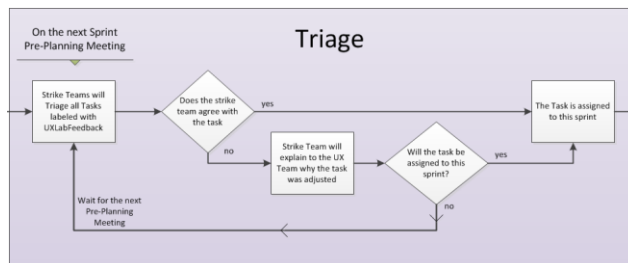 On the next Sprint
Pre-Planning Meeting
Triage
Strike Teams will
Triage all Tasks
labeled with
UXLabFeedback
Does the strike
team agree with
the task
yes
The Task is assigned
to this sprint
no
Strike Team will
explain to the UX
Team why the task
was adjusted
Will the task be
assigned to this
sprint?
yes
no
Wait for the next
Pre-Planning
Meeting